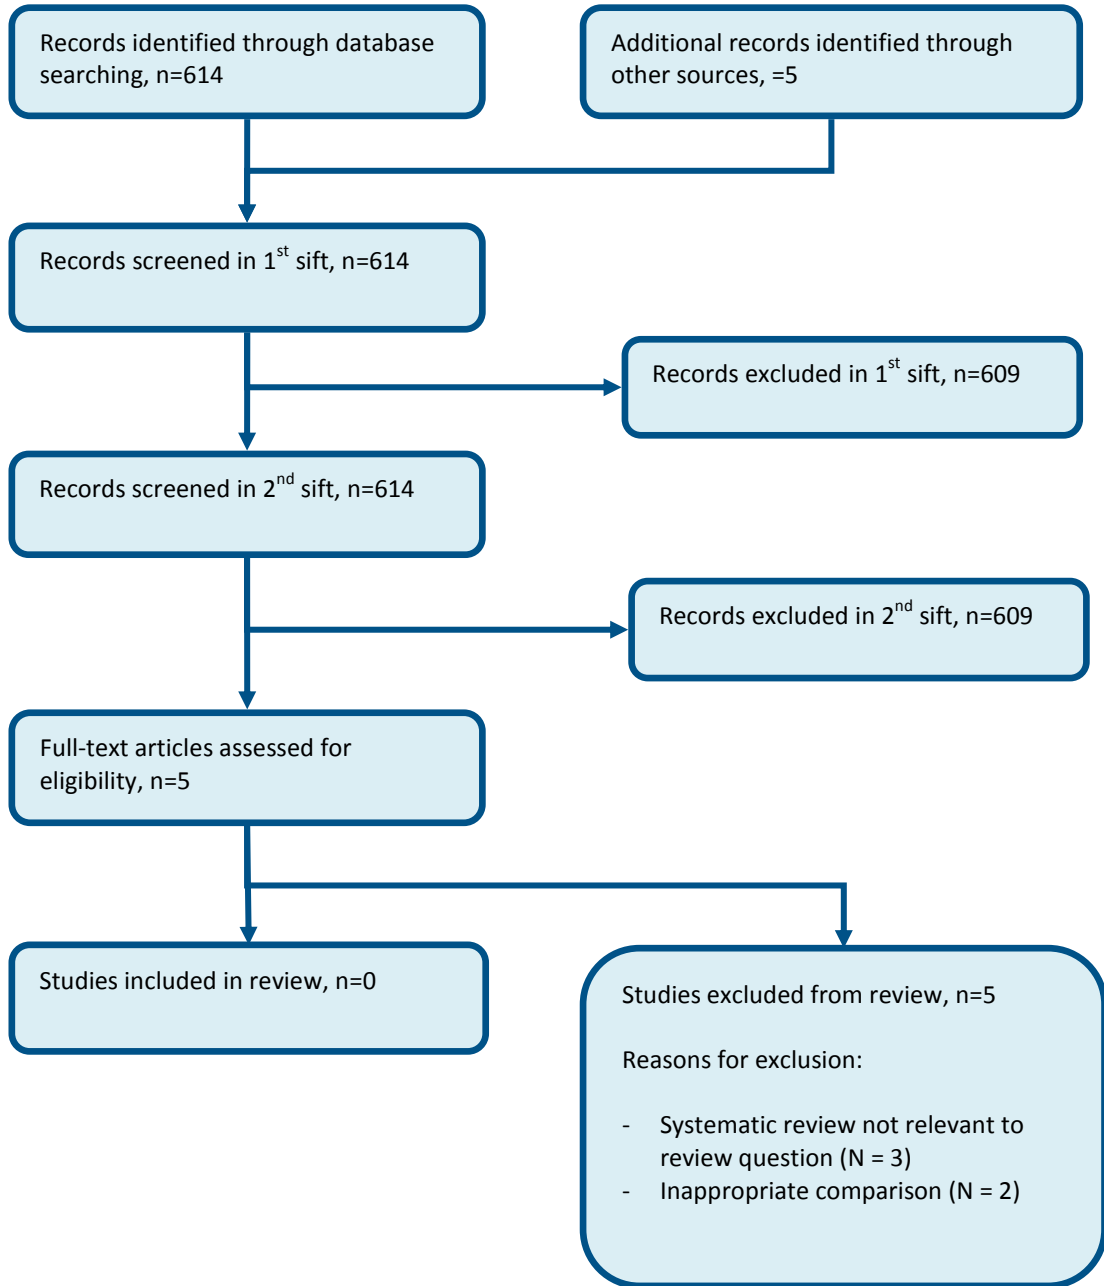 Records identified through database
searching, n=614
Additional records identified through
other sources, =5
Records screened in 1st sift, n=614
Records excluded in 1st sift, n=609
Records screened in 2nd sift, n=614
Records excluded in 2nd sift, n=609
Full-text articles assessed for
eligibility, n=5
Studies included in review, n=0
Studies excluded from review, n=5
Reasons for exclusion:
- Systematic review not relevant to
review question (N = 3)
- Inappropriate comparison (N = 2)